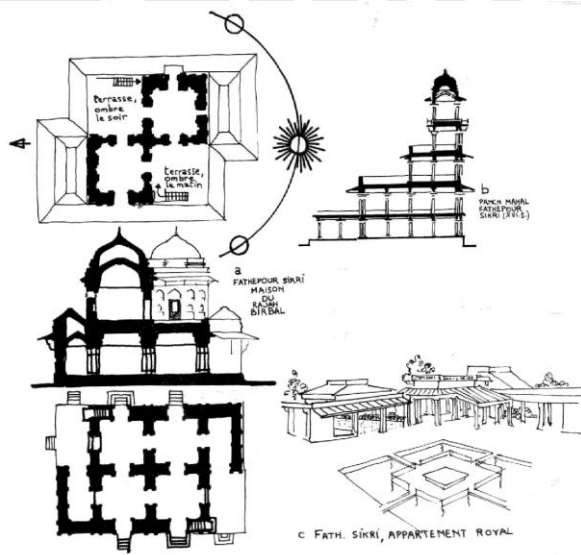 terrasse,
ombre
le soir
terrasse,
ombre
le matin
a
FATHEPOUR SIKRI
MAISON
DU
RAJAH
BIRBAL
b
PANCH MAHAL
FATHEPOUR
SIKRI (XVI.S.)
c FATH. SIKRI, APPARTEMENT ROYAL